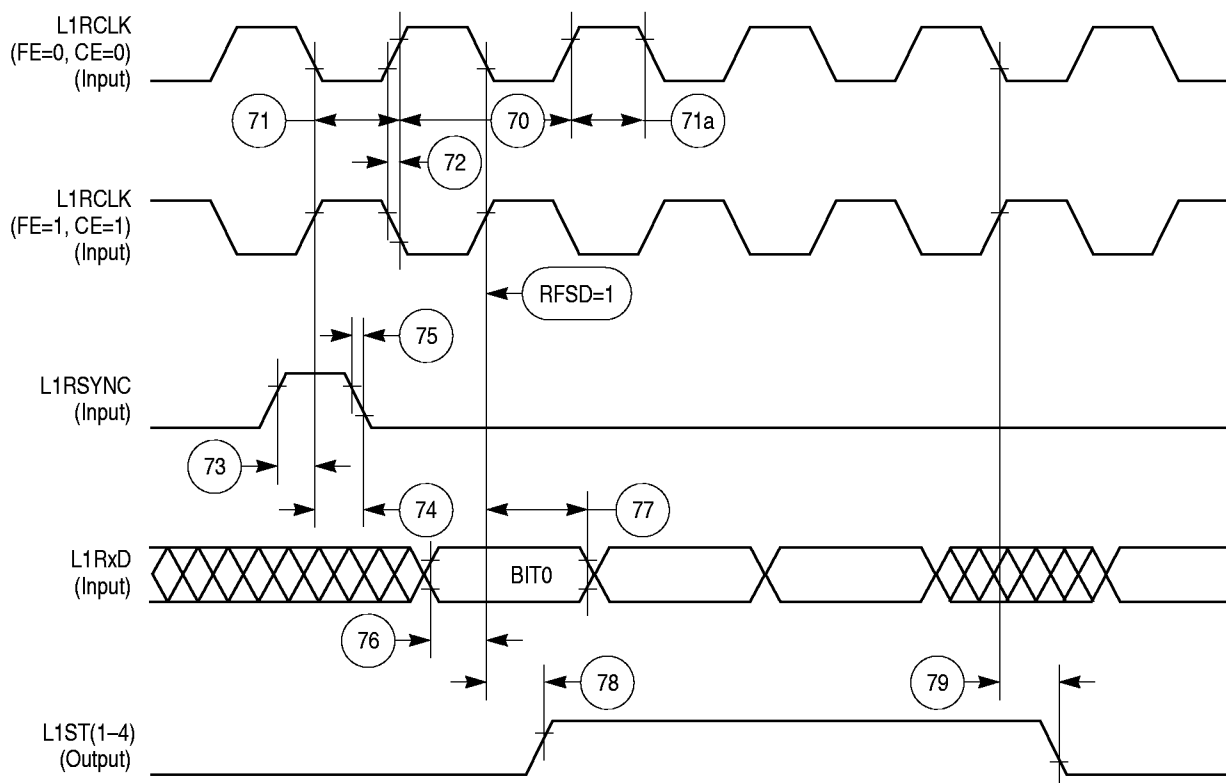 L1RCLK
(FE=0, CE=0)
(Input)
71
70
71a
72
L1RCLK
(FE=1, CE=1)
(Input)
RFSD=1
75
L1RSYNC
(Input)
73
74
77
L1RxD
(Input)
BIT0
76
78
79
L1ST(1–4)
(Output)